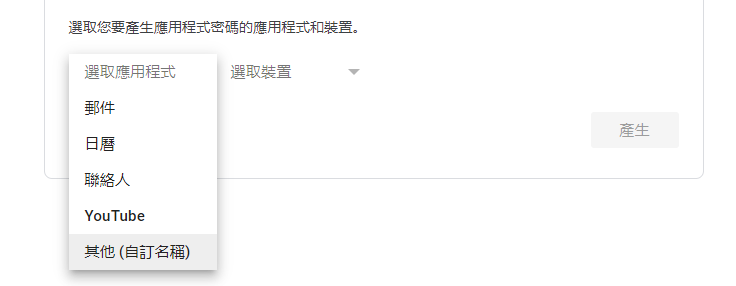 選取您要產生應用程式密碼的應用程式和裝置。
選取應用程式
選取裝置
郵件
日曆
聯絡人
YouTube
其他 (自訂名稱)
產生